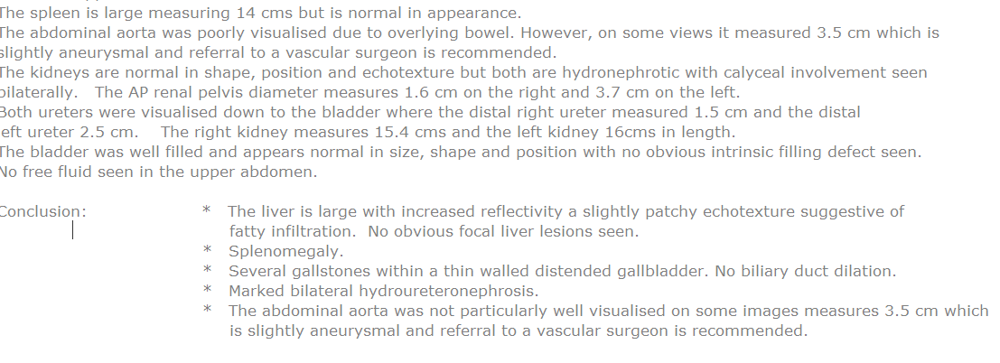 The spleen is large measuring 14 cms but is normal in appearance.
The abdominal aorta was poorly visualised due to overlying bowel. However, on some views it measured 3.5 cm which is
slightly aneurysmal and referral to a vascular surgeon is recommended.
The kidneys are normal in shape, position and echotexture but both are hydronephrotic with calyceal involvement seen
bilaterally. The AP renal pelvis diameter measures 1.6 cm on the right and 3.7 cm on the left.
Both ureters were visualised down to the bladder where the distal right ureter measured 1.5 cm and the distal
left ureter 2.5 cm. The right kidney measures 15.4 cms and the left kidney 16cms in length.
The bladder was well filled and appears normal in size, shape and position with no obvious intrinsic filling defect seen.
No free fluid seen in the upper abdomen.
Conclusion: * The liver is large with increased reflectivity a slightly patchy echotexture suggestive of
fatty infiltration. No obvious focal liver lesions seen.
* Splenomegaly.
* Several gallstones within a thin walled distended gallbladder. No biliary duct dilation.
* Marked bilateral hydroureteronephrosis.
* The abdominal aorta was not particularly well visualised on some images measures 3.5 cm which
is slightly aneurysmal and referral to a vascular surgeon is recommended.